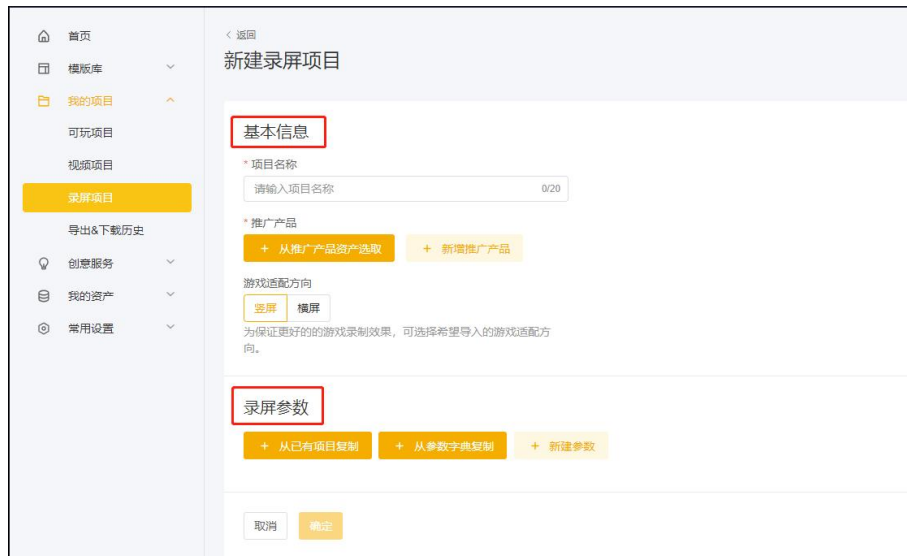 首页
模版库
我的项目
可玩项目
视频项目
录屏项目
导出&下载历史
创意服务
我的资产
常用设置
< 返回
新建录屏项目
基本信息
* 项目名称
请输入项目名称 0/20
* 推广产品
+ 从推广产品资产选取 + 新增推广产品
游戏适配方向
竖屏 横屏
为保证更好的的游戏录制效果，可选择希望导入的游戏适配方
向。
录屏参数
+ 从已有项目复制 + 从参数字典复制 + 新建参数
取消 确定